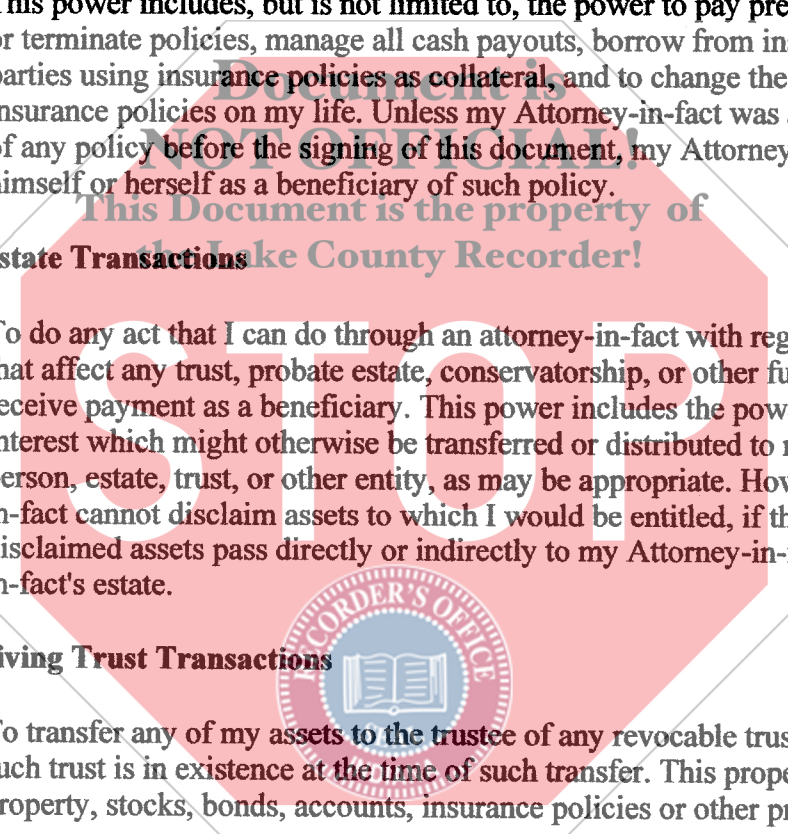 This power includes, but is not limited to, the power to pay pre
or terminate policies, manage all cash payouts, borrow from in
parties using insurance policies as collateral, and to change the
insurance policies on my life. Unless my Attorney-in-fact was
of any policy before the signing of this document, my Attorney
himself or herself as a beneficiary of such policy.
Document is
NOT OFFICIAL!
This Document is the property of
the Lake County Recorder!
state Transactions
To do any act that I can do through an attorney-in-fact with reg
hat affect any trust, probate estate, conservatorship, or other fu
eceive payment as a beneficiary. This power includes the pow
nterest which might otherwise be transferred or distributed to
erson, estate, trust, or other entity, as may be appropriate. How
n-fact cannot disclaim assets to which I would be entitled, if th
isclaimed assets pass directly or indirectly to my Attorney-in-
n-fact's estate.
STOP
RECORDER'S OFFICE
SEAL
iving Trust Transactions
To transfer any of my assets to the trustee of any revocable trus
uch trust is in existence at the time of such transfer. This prope
roperty, stocks, bonds, accounts, insurance policies or other pr